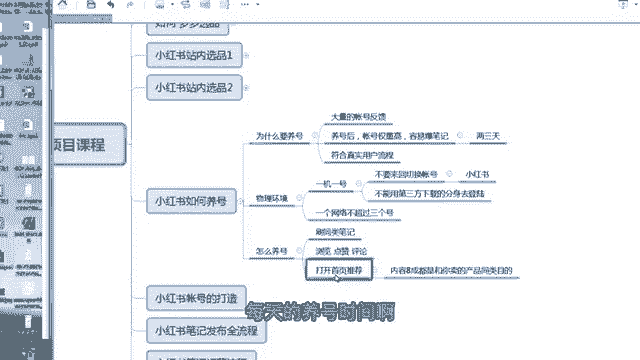 如何多多选品
小红书站内选品1
小红书站内选品2
项目课程
小红书如何养号
为什么要养号
大量的帐号反馈
养号后，帐号权重高，容易爆笔记
两三天
符合真实用户流程
物理环境
一机一号
不要来回切换帐号
小红书
不能用第三方下载的分身去登陆
一个网络不超过三个号
怎么养号
刷同类笔记
浏览 点赞 评论
打开首页推荐
内容8成都是和你卖的产品同类目的
小红书帐号的打造
每天的养号时间啊
小红书笔记发布全流程